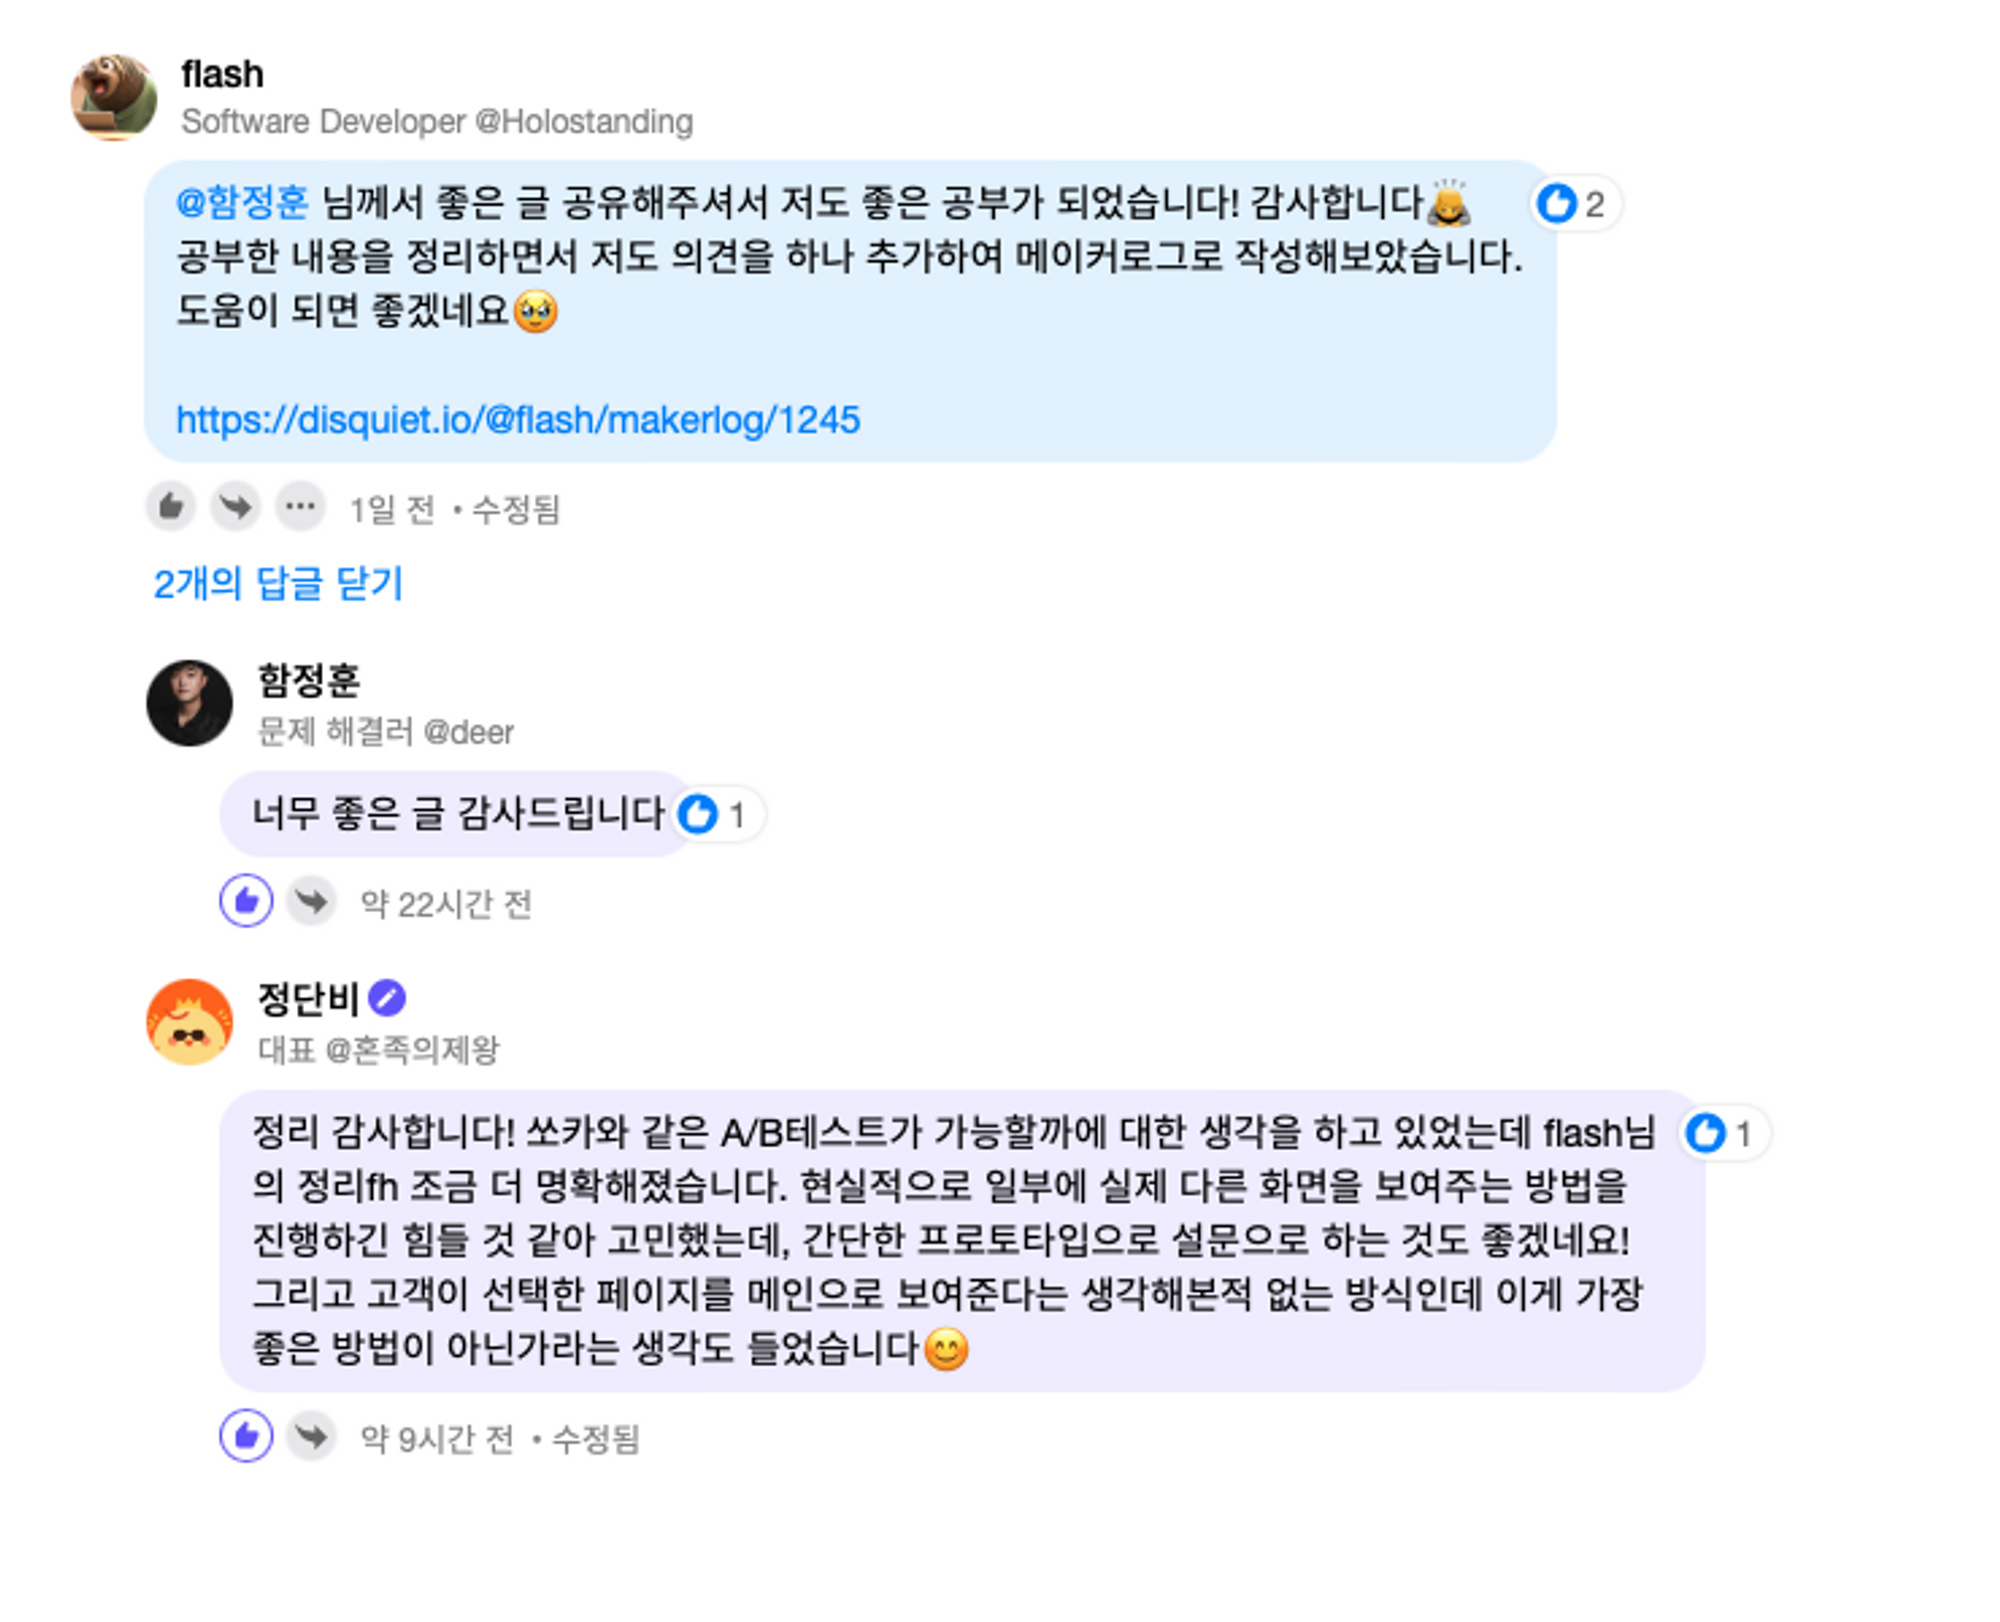 flash
Software Developer @Holostanding
@함정훈 님께서 좋은 글 공유해주셔서 저도 좋은 공부가 되었습니다! 감사합니다🙇
2
공부한 내용을 정리하면서 저도 의견을 하나 추가하여 메이커로그로 작성해보았습니다.
도움이 되면 좋겠네요🥹
https://disquiet.io/@flash/makerlog/1245
1일 전 • 수정됨
2개의 답글 닫기
함정훈
문제 해결러 @deer
너무 좋은 글 감사드립니다
1
약 22시간 전
정단비
대표 @혼족의제왕
정리 감사합니다! 쏘카와 같은 A/B테스트가 가능할까에 대한 생각을 하고 있었는데 flash님
1
의 정리fh 조금 더 명확해졌습니다. 현실적으로 일부에 실제 다른 화면을 보여주는 방법을
진행하긴 힘들 것 같아 고민했는데, 간단한 프로토타입으로 설문으로 하는 것도 좋겠네요!
그리고 고객이 선택한 페이지를 메인으로 보여준다는 생각해본적 없는 방식인데 이게 가장
좋은 방법이 아닌가라는 생각도 들었습니다😊
약 9시간 전 • 수정됨